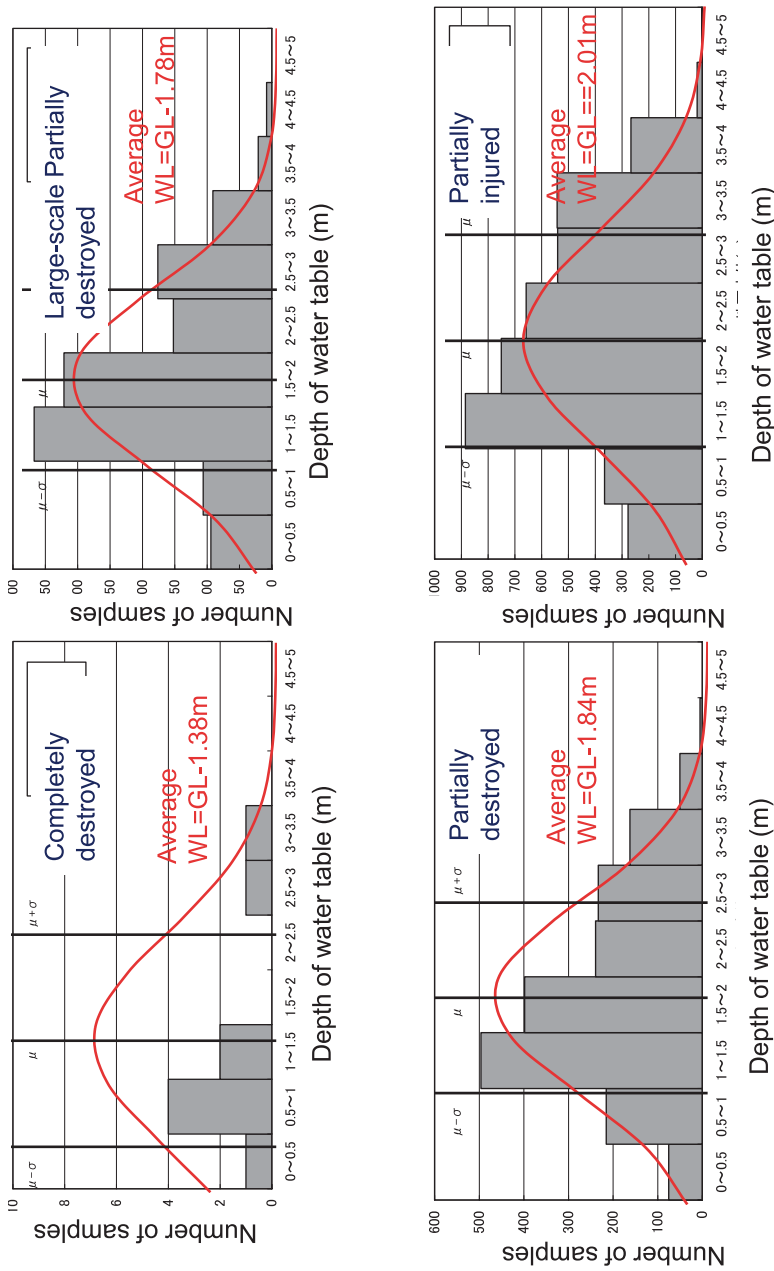 Completely
destroyed
Average
WL=GL-1.38m
μ−σ
μ
μ+σ
10
8
6
4
2
0
Number of samples
0～0.5 0.5～1 1～1.5 1.5～2 2～2.5 2.5～3 3～3.5 3.5～4 4～4.5 4.5～5
Depth of water table (m)
Large-scale Partially
destroyed
Average
WL=GL-1.78m
μ−σ
μ
00
50
00
50
00
50
00
50
0
Number of samples
0～0.5 0.5～1 1～1.5 1.5～2 2～2.5 2.5～3 3～3.5 3.5～4 4～4.5 4.5～5
Depth of water table (m)
Partially
destroyed
Average
WL=GL-1.84m
μ−σ
μ
μ+σ
600
500
400
300
200
100
0
Number of samples
0～0.5 0.5～1 1～1.5 1.5～2 2～2.5 2.5～3 3～3.5 3.5～4 4～4.5 4.5～5
Depth of water table (m)
Partially
injured
Average
WL=GL==2.01m
μ−σ
μ
μ
1000
900
800
700
600
500
400
300
200
100
0
Number of samples
0～0.5 0.5～1 1～1.5 1.5～2 2～2.5 2.5～3 3～3.5 3.5～4 4～4.5 4.5～5
Depth of water table (m)